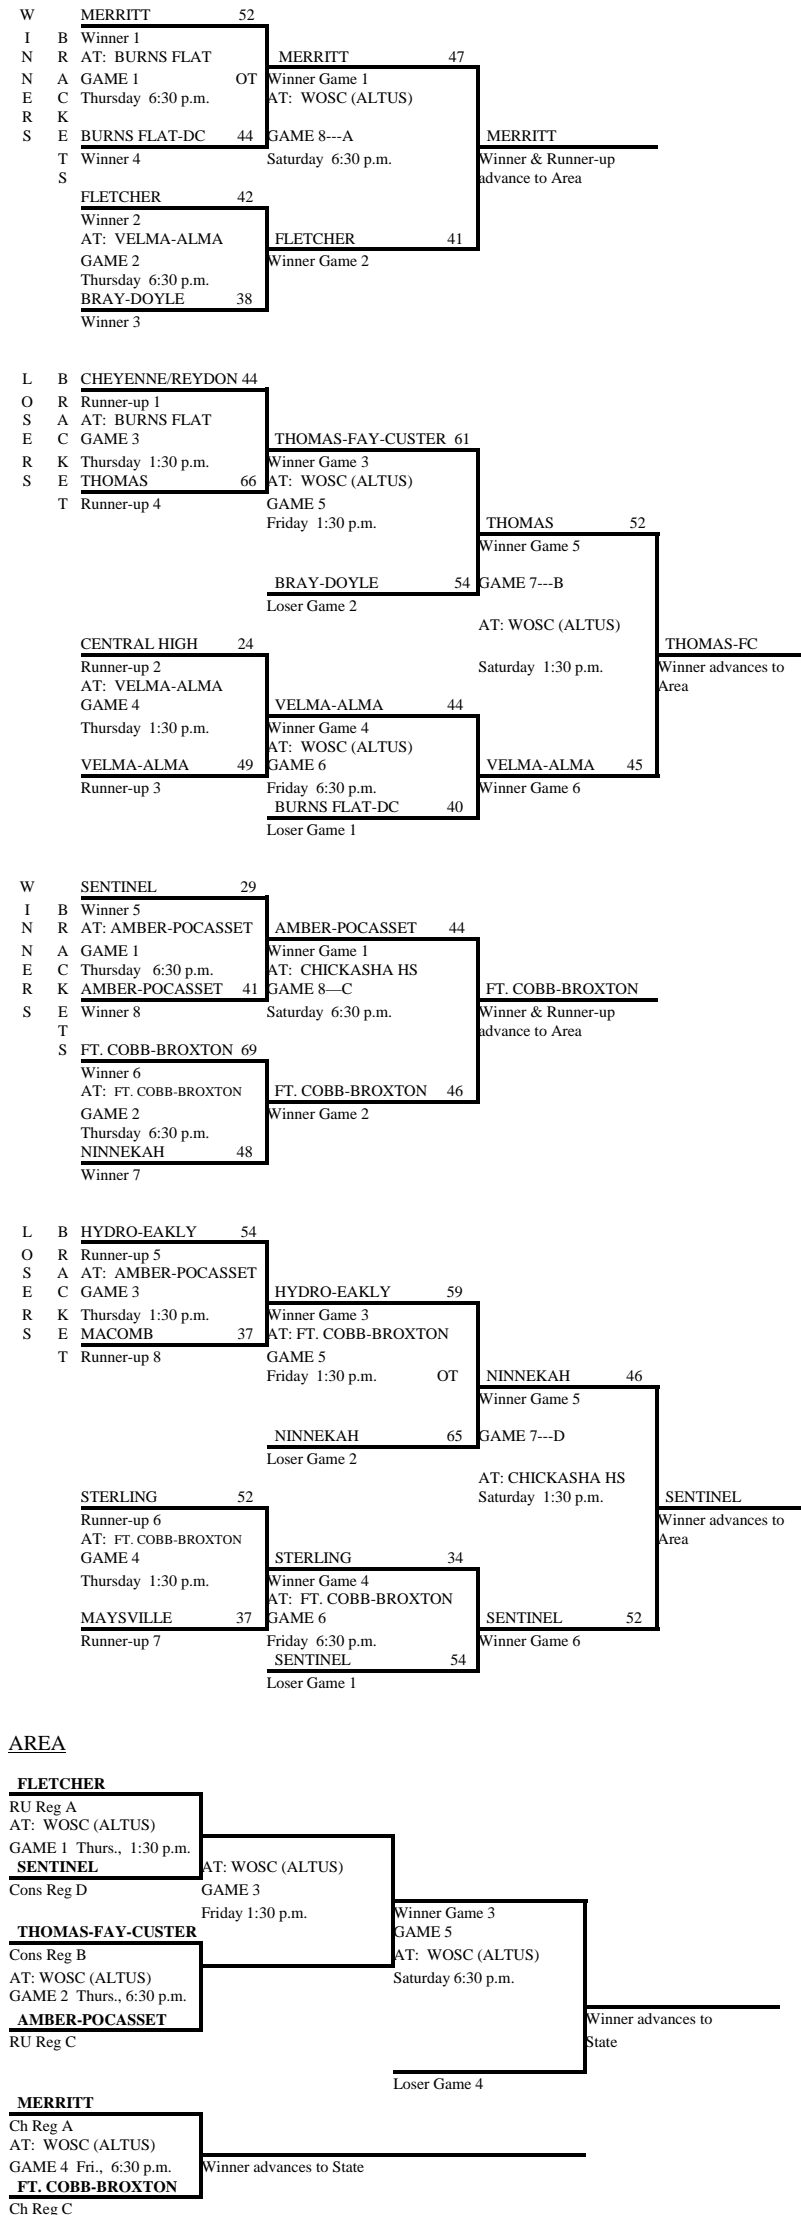 W MERRITT 52
I B Winner 1
N R AT: BURNS FLAT MERRITT 47
N A GAME 1 OT Winner Game 1
E C Thursday 6:30 p.m. AT: WOSC (ALTUS)
R K
S E BURNS FLAT-DC 44 GAME 8---A MERRITT
T Winner 4 Saturday 6:30 p.m. Winner & Runner-up
S advance to Area
FLETCHER 42
Winner 2
AT: VELMA-ALMA FLETCHER 41
GAME 2 Winner Game 2
Thursday 6:30 p.m.
BRAY-DOYLE 38
Winner 3
L B CHEYENNE/REYDON 44
O R Runner-up 1
S A AT: BURNS FLAT
E C GAME 3 THOMAS-FAY-CUSTER 61
R K Thursday 1:30 p.m. Winner Game 3
S E THOMAS 66 AT: WOSC (ALTUS)
T Runner-up 4 GAME 5
Friday 1:30 p.m. THOMAS 52
Winner Game 5
BRAY-DOYLE 54 GAME 7---B
Loser Game 2
AT: WOSC (ALTUS)
CENTRAL HIGH 24 THOMAS-FC
Runner-up 2 Saturday 1:30 p.m. Winner advances to
AT: VELMA-ALMA Area
GAME 4 VELMA-ALMA 44
Thursday 1:30 p.m. Winner Game 4
AT: WOSC (ALTUS)
VELMA-ALMA 49 GAME 6 VELMA-ALMA 45
Runner-up 3 Friday 6:30 p.m. Winner Game 6
BURNS FLAT-DC 40
Loser Game 1
W SENTINEL 29
I B Winner 5
N R AT: AMBER-POCASSET AMBER-POCASSET 44
N A GAME 1 Winner Game 1
E C Thursday 6:30 p.m. AT: CHICKASHA HS
R K AMBER-POCASSET 41 GAME 8—C FT. COBB-BROXTON
S E Winner 8 Saturday 6:30 p.m. Winner & Runner-up
T advance to Area
S FT. COBB-BROXTON 69
Winner 6
AT: FT. COBB-BROXTON FT. COBB-BROXTON 46
GAME 2 Winner Game 2
Thursday 6:30 p.m.
NINNEKAH 48
Winner 7
L B HYDRO-EAKLY 54
O R Runner-up 5
S A AT: AMBER-POCASSET
E C GAME 3 HYDRO-EAKLY 59
R K Thursday 1:30 p.m. Winner Game 3
S E MACOMB 37 AT: FT. COBB-BROXTON
T Runner-up 8 GAME 5
Friday 1:30 p.m. OT NINNEKAH 46
Winner Game 5
NINNEKAH 65 GAME 7---D
Loser Game 2
AT: CHICKASHA HS
STERLING 52 Saturday 1:30 p.m. SENTINEL
Runner-up 6 Winner advances to
AT: FT. COBB-BROXTON Area
GAME 4 STERLING 34
Thursday 1:30 p.m. Winner Game 4
AT: FT. COBB-BROXTON
MAYSVILLE 37 GAME 6 SENTINEL 52
Runner-up 7 Friday 6:30 p.m. Winner Game 6
SENTINEL 54
Loser Game 1
AREA
FLETCHER
RU Reg A
AT: WOSC (ALTUS)
GAME 1 Thurs., 1:30 p.m.
SENTINEL AT: WOSC (ALTUS)
Cons Reg D GAME 3
Friday 1:30 p.m. Winner Game 3
THOMAS-FAY-CUSTER GAME 5
Cons Reg B AT: WOSC (ALTUS)
AT: WOSC (ALTUS) Saturday 6:30 p.m.
GAME 2 Thurs., 6:30 p.m.
AMBER-POCASSET Winner advances to
RU Reg C State
Loser Game 4
MERRITT
Ch Reg A
AT: WOSC (ALTUS)
GAME 4 Fri., 6:30 p.m. Winner advances to State
FT. COBB-BROXTON
Ch Reg C